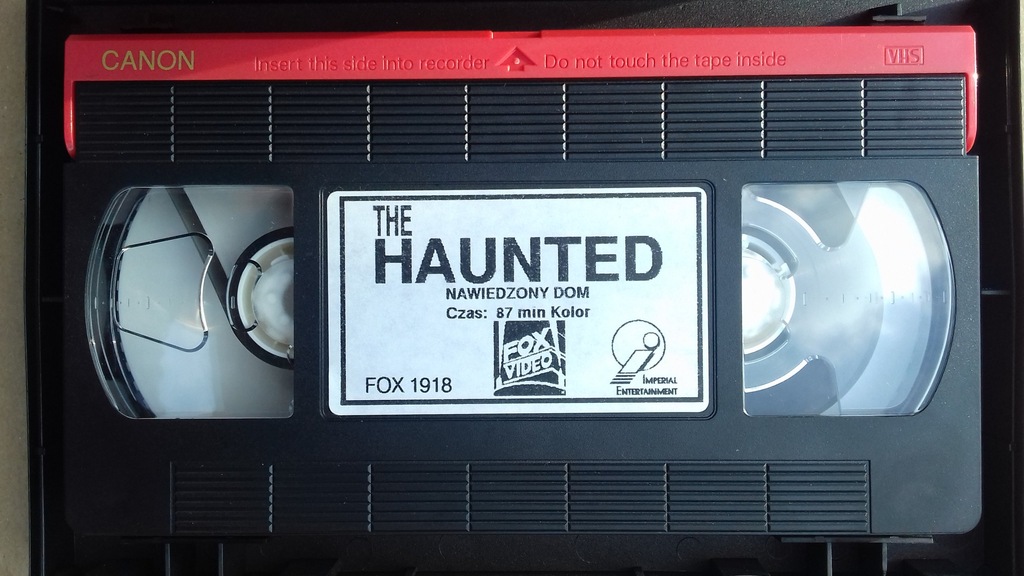 CANON Insert this side into recorder Do not touch the tape inside VHS
THE
HAUNTED
NAWIEDZONY DOM
Czas: 87 min Kolor
FOX
VIDEO
FOX 1918
IMPERIAL
ENTERTAINMENT